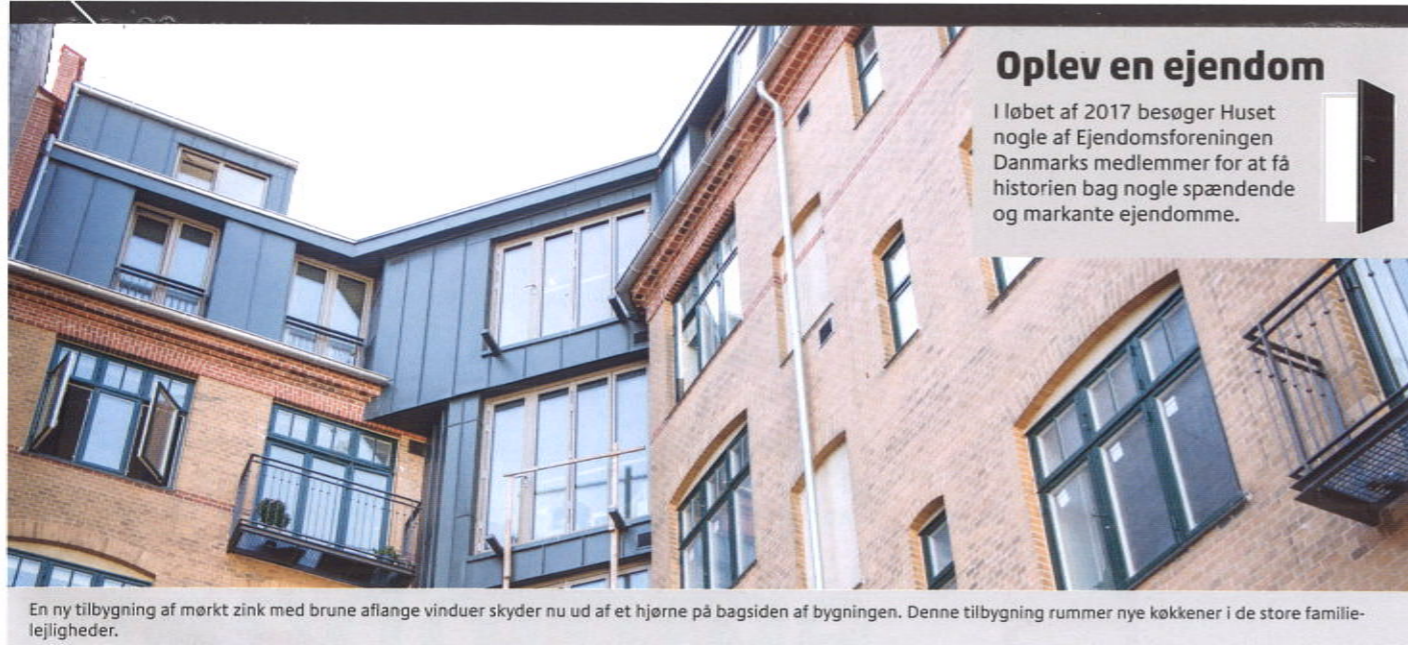 Oplev en ejendom
I løbet af 2017 besøger Huset
nogle af Ejendomsforeningen
Danmarks medlemmer for at få
historien bag nogle spændende
og markante ejendomme.
En ny tilbygning af mørkt zink med brune aflange vinduer skyder nu ud af et hjørne på bagsiden af bygningen. Denne tilbygning rummer nye køkkener i de store familie-
lejligheder.